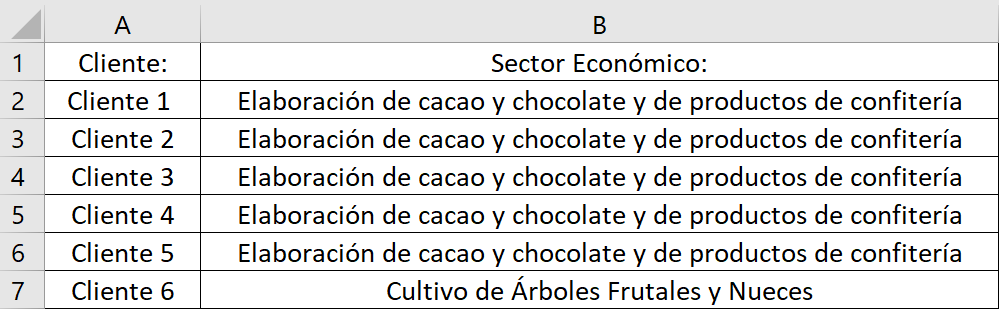 A B
1 Cliente: Sector Económico:
2 Cliente 1 Elaboración de cacao y chocolate y de productos de confitería
3 Cliente 2 Elaboración de cacao y chocolate y de productos de confitería
4 Cliente 3 Elaboración de cacao y chocolate y de productos de confitería
5 Cliente 4 Elaboración de cacao y chocolate y de productos de confitería
6 Cliente 5 Elaboración de cacao y chocolate y de productos de confitería
7 Cliente 6 Cultivo de Árboles Frutales y Nueces